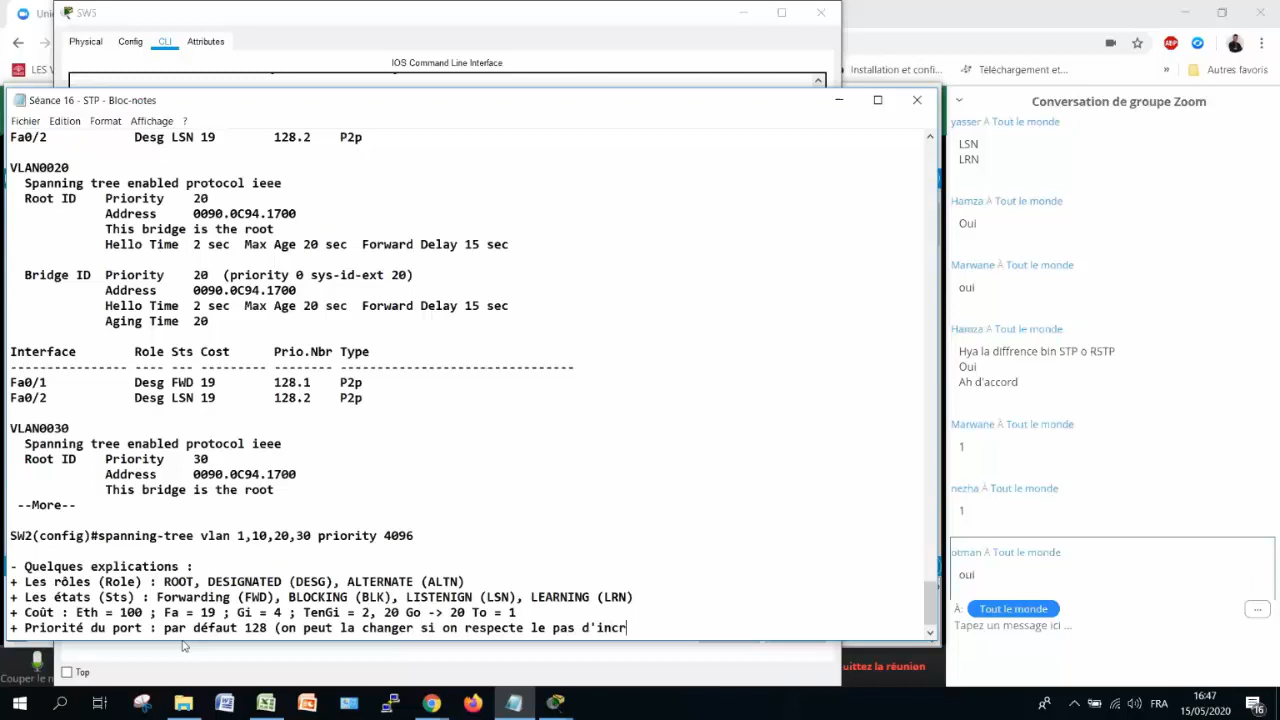 Unive
SW5
Physical Config CLI Attributes
IOS Command Line Interface
LES V
Installation et confi...
Téléchargement et...
»
Autres favoris
Séance 16 - STP - Bloc-notes
Fichier Edition Format Affichage ?
Fa0/2 Desg LSN 19 128.2 P2p
VLAN0020
Spanning tree enabled protocol ieee
Root ID Priority 20
Address 0090.0C94.1700
This bridge is the root
Hello Time 2 sec Max Age 20 sec Forward Delay 15 sec
Bridge ID Priority 20 (priority 0 sys-id-ext 20)
Address 0090.0C94.1700
Hello Time 2 sec Max Age 20 sec Forward Delay 15 sec
Aging Time 20
Interface Role Sts Cost Prio.Nbr Type
---------------- ---- --- --------- -------- --------------------------------
Fa0/1 Desg FWD 19 128.1 P2p
Fa0/2 Desg LSN 19 128.2 P2p
VLAN0030
Spanning tree enabled protocol ieee
Root ID Priority 30
Address 0090.0C94.1700
This bridge is the root
--More--
SW2(config)#spanning-tree vlan 1,10,20,30 priority 4096
- Quelques explications :
+ Les rôles (Role) : ROOT, DESIGNATED (DESG), ALTERNATE (ALTN)
+ Les états (Sts) : Forwarding (FWD), BLOCKING (BLK), LISTENIGN (LSN), LEARNING (LRN)
+ Coût : Eth = 100 ; Fa = 19 ; Gi = 4 ; TenGi = 2, 20 Go -> 20 To = 1
+ Priorité du port : par défaut 128 (on peut la changer si on respecte le pas d'incr
Conversation de groupe Zoom
yasser À Tout le monde
LSN
LRN
Hamza À Tout le monde
Oui
Marwane À Tout le monde
oui
Hamza À Tout le monde
Hya la diffrence bin STP o RSTP
Oui
Ah d'accord
Marwane À Tout le monde
1
nezha À Tout le monde
1
otman À Tout le monde
oui
À: Tout le monde
...
Tapez un message ici ...
Couper le
uittez la réunion
Top
FRA
16:47
15/05/2020
16